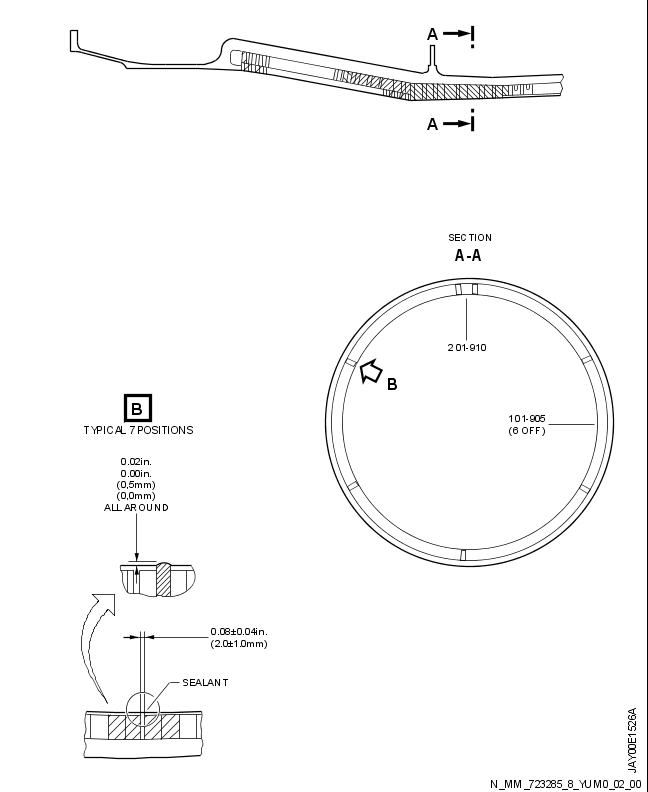 A
A
SECTION
A-A
201-910
B
101-905
(6 OFF)
B
TYPICAL 7 POSITIONS
0.02in.
0.00in.
(0,5mm)
(0,0mm)
ALL AROUND
0.08±0.04in.
(2.0±1.0mm)
SEALANT
JAY00E1526A
N_MM_723285_8_YUM0_02_00